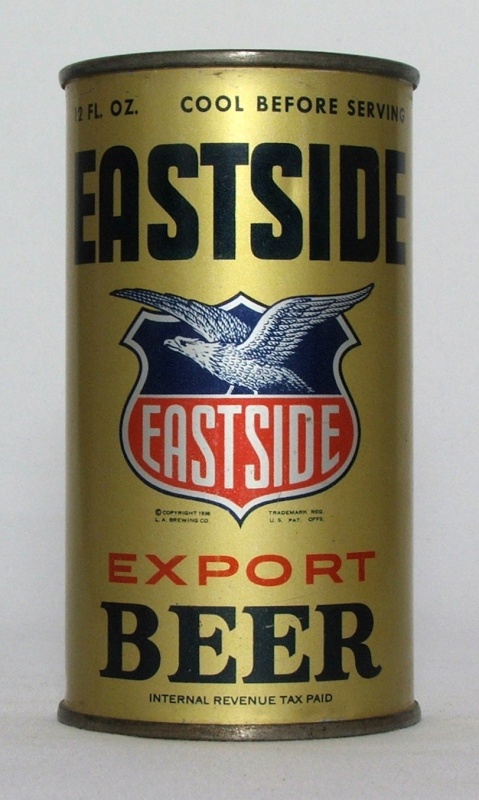 12 FL. OZ. COOL BEFORE SERVING
EASTSIDE
EASTSIDE
© COPYRIGHT 1936 TRADEMARK REG.
L. A. BREWING CO. U. S. PAT. OFFS.
EXPORT
BEER
INTERNAL REVENUE TAX PAID